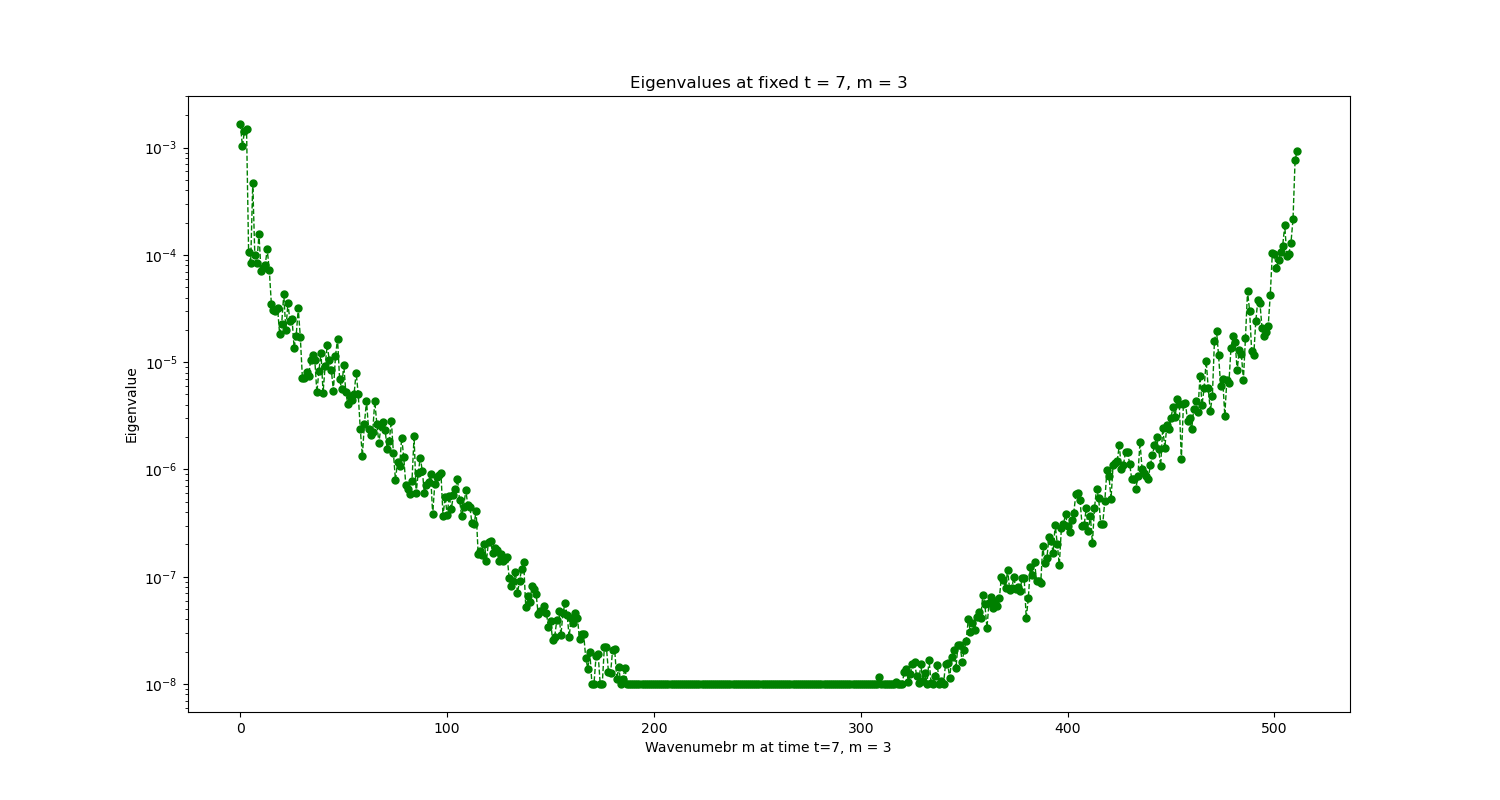 Eigenvalues at fixed t = 7, m = 3
10⁻³
10⁻⁴
10⁻⁵
10⁻⁶
10⁻⁷
10⁻⁸
Eigenvalue
0 100 200 300 400 500
Wavenumebr m at time t=7, m = 3